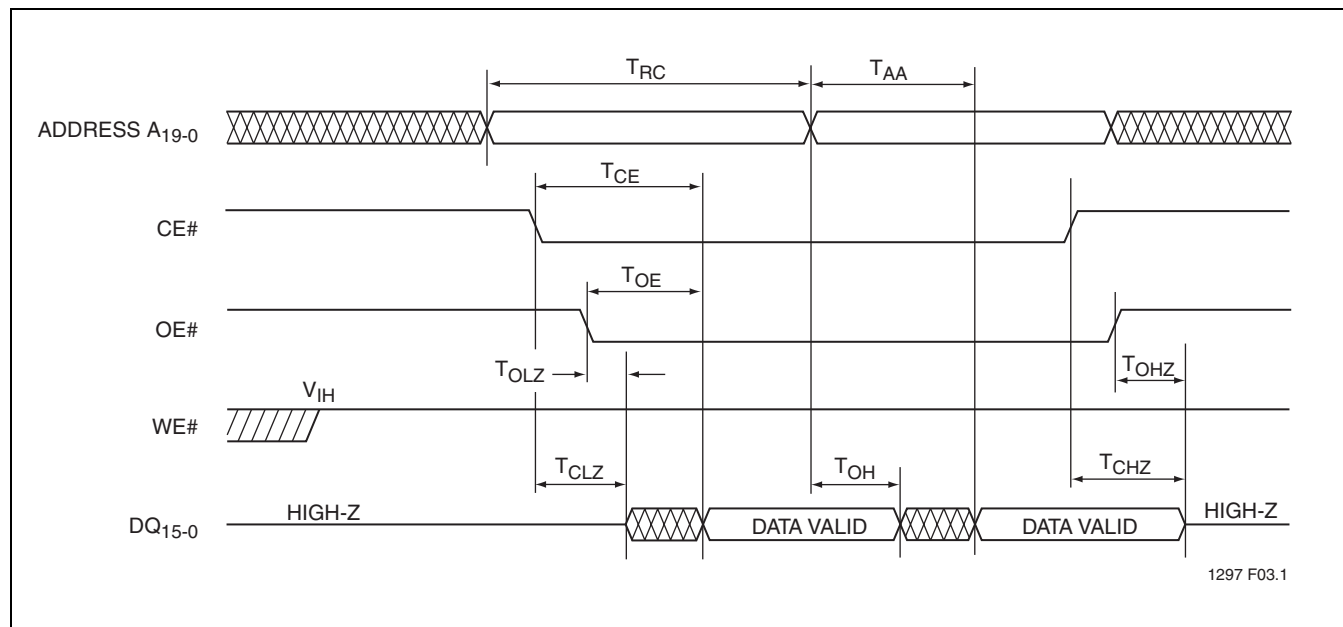 TRC
TAA
ADDRESS A19-0
TCE
CE#
TOE
OE#
TOLZ
TOHZ
VIH
WE#
TCLZ
TOH
TCHZ
HIGH-Z
HIGH-Z
DQ15-0
DATA VALID
DATA VALID
1297 F03.1